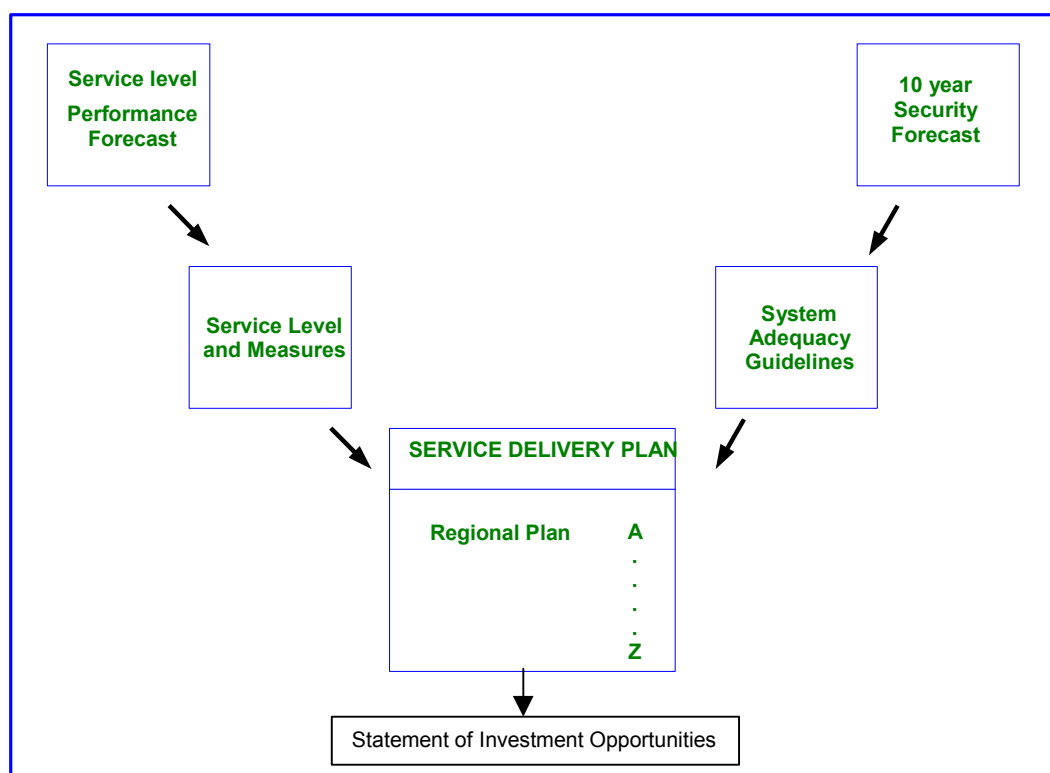 Service level
Performance
Forecast
10 year
Security
Forecast
Service Level
and Measures
System
Adequacy
Guidelines
SERVICE DELIVERY PLAN
Regional Plan A
.
.
.
.
Z
Statement of Investment Opportunities